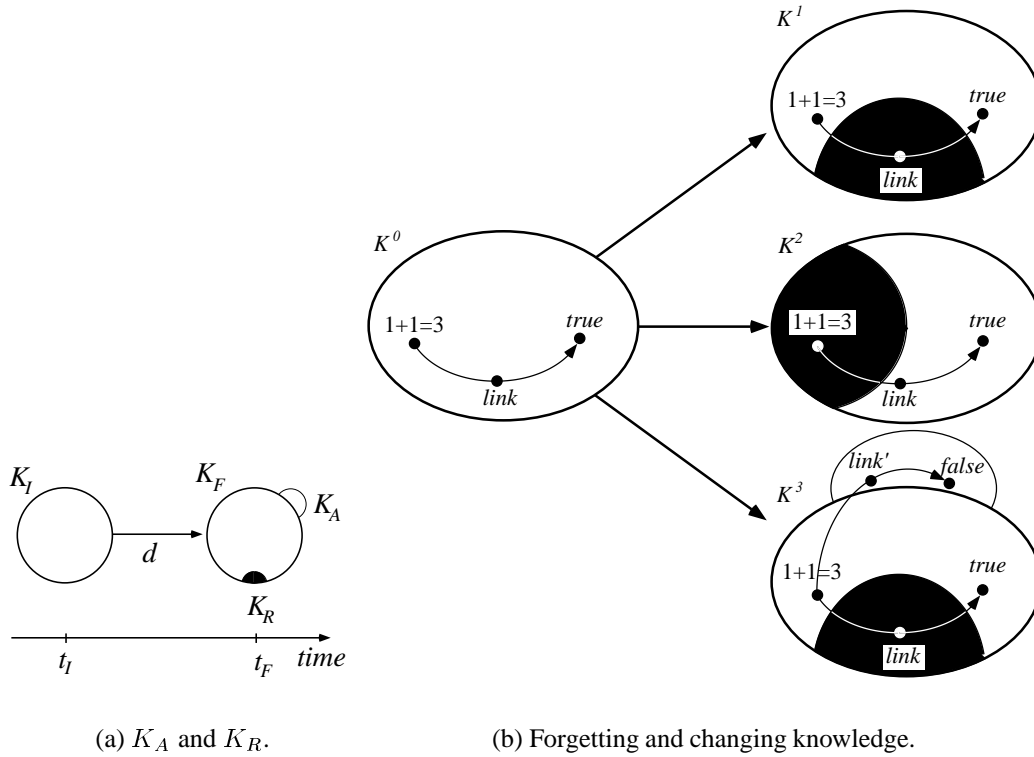 K^I
1+1=3
true
link
K^0
1+1=3
true
link
K^2
1+1=3
true
link
link'
false
K^3
1+1=3
true
link
K_I
K_F
K_A
d
K_R
t_I
t_F
time
(a) K_A and K_R.
(b) Forgetting and changing knowledge.